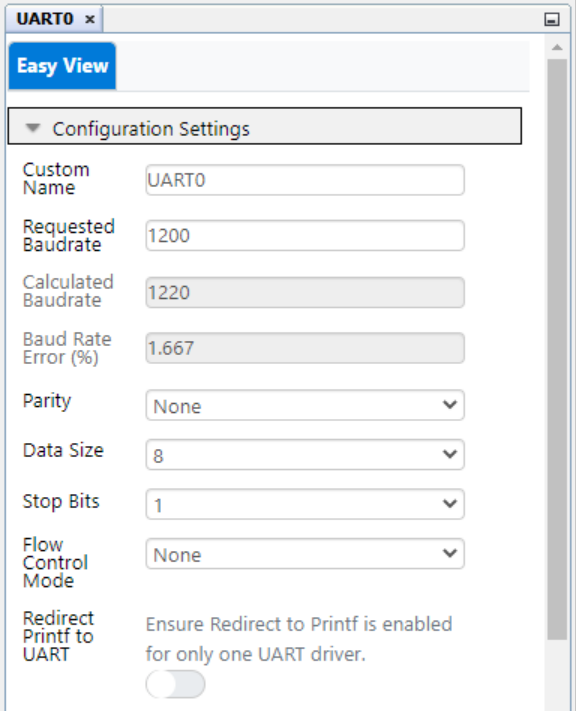 UART0 ×
Easy View
Configuration Settings
Custom
Name
UART0
Requested
Baudrate
1200
Calculated
Baudrate
1220
Baud Rate
Error (%)
1.667
Parity
None
Data Size
8
Stop Bits
1
Flow
Control
Mode
None
Redirect
Printf to
UART
Ensure Redirect to Printf is enabled
for only one UART driver.